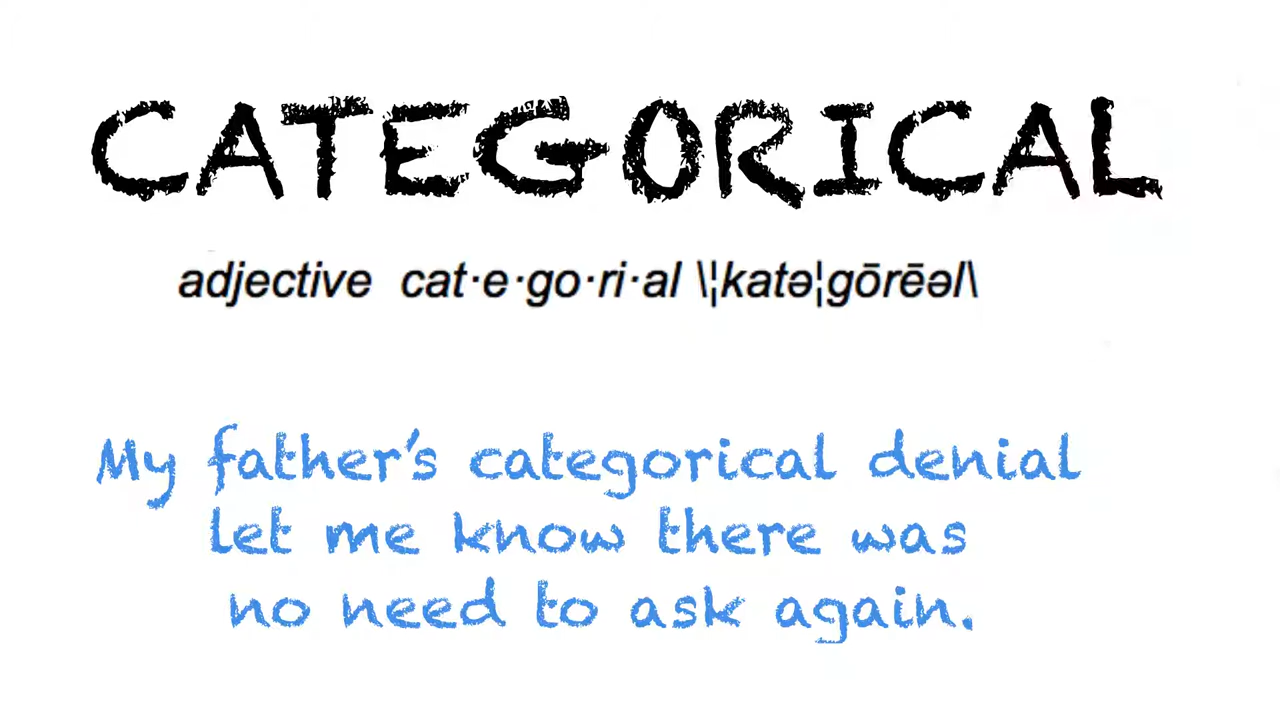 CATEGORICAL
adjective cat·e·go·ri·al \¦katə¦gōrēəl\
My father's categorical denial
let me know there was
no need to ask again.